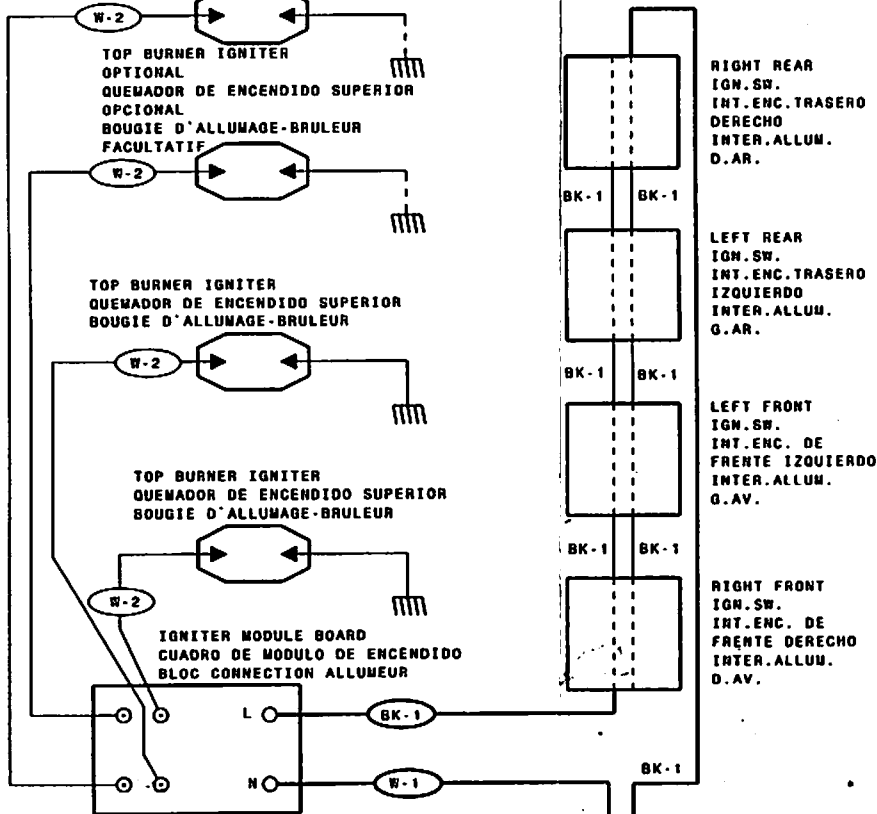 W-2
TOP BURNER IGNITER
OPTIONAL
QUEMADOR DE ENCENDIDO SUPERIOR
OPCIONAL
BOUGIE D'ALLUMAGE-BRULEUR
FACULTATIF
W-2
TOP BURNER IGNITER
QUEMADOR DE ENCENDIDO SUPERIOR
BOUGIE D'ALLUMAGE-BRULEUR
W-2
TOP BURNER IGNITER
QUEMADOR DE ENCENDIDO SUPERIOR
BOUGIE D'ALLUMAGE-BRULEUR
W-2
IGNITER MODULE BOARD
CUADRO DE MODULO DE ENCENDIDO
BLOC CONNECTION ALLUMEUR
L
BK-1
N
W-1
RIGHT REAR
IGN.SW.
INT.ENC.TRASERO
DERECHO
INTER.ALLUM.
D.AR.
BK-1 BK-1
LEFT REAR
IGN.SW.
INT.ENC.TRASERO
IZQUIERDO
INTER.ALLUM.
G.AR.
BK-1 BK-1
LEFT FRONT
IGN.SW.
INT.ENC. DE
FRENTE IZQUIERDO
INTER.ALLUM.
G.AV.
BK-1 BK-1
RIGHT FRONT
IGN.SW.
INT.ENC. DE
FRENTE DERECHO
INTER.ALLUM.
D.AV.
BK-1